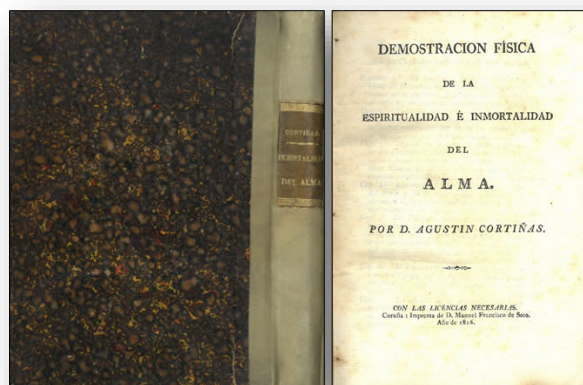 CORTIÑAS
INMORTALIDAD
DEL ALMA
DEMOSTRACION FÍSICA
DE LA
ESPIRITUALIDAD É INMORTALIDAD
DEL
ALMA.
POR D. AGUSTIN CORTIÑAS.
CON LAS LICENCIAS NECESARIAS.
Coruña : Imprenta de D. Manuel Francisco de Soto.
Año de 1816.